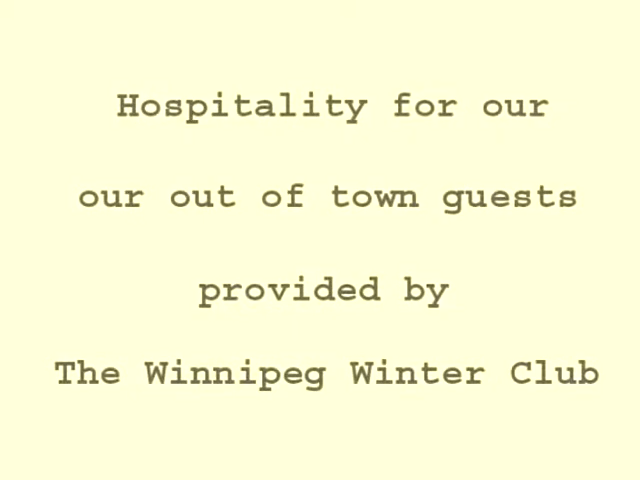 Hospitality for our
our out of town guests
provided by
The Winnipeg Winter Club